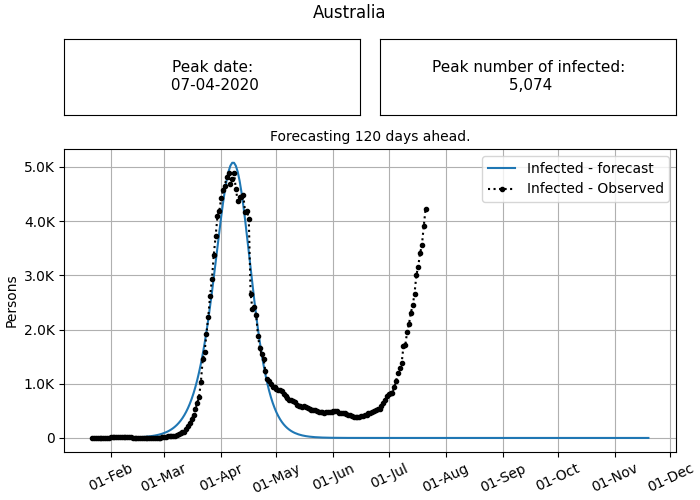 Australia
Peak date:
07-04-2020
Peak number of infected:
5,074
Forecasting 120 days ahead.
Infected - forecast
Infected - Observed
5.0K
4.0K
3.0K
2.0K
1.0K
0
Persons
01-Feb
01-Mar
01-Apr
01-May
01-Jun
01-Jul
01-Aug
01-Sep
01-Oct
01-Nov
01-Dec